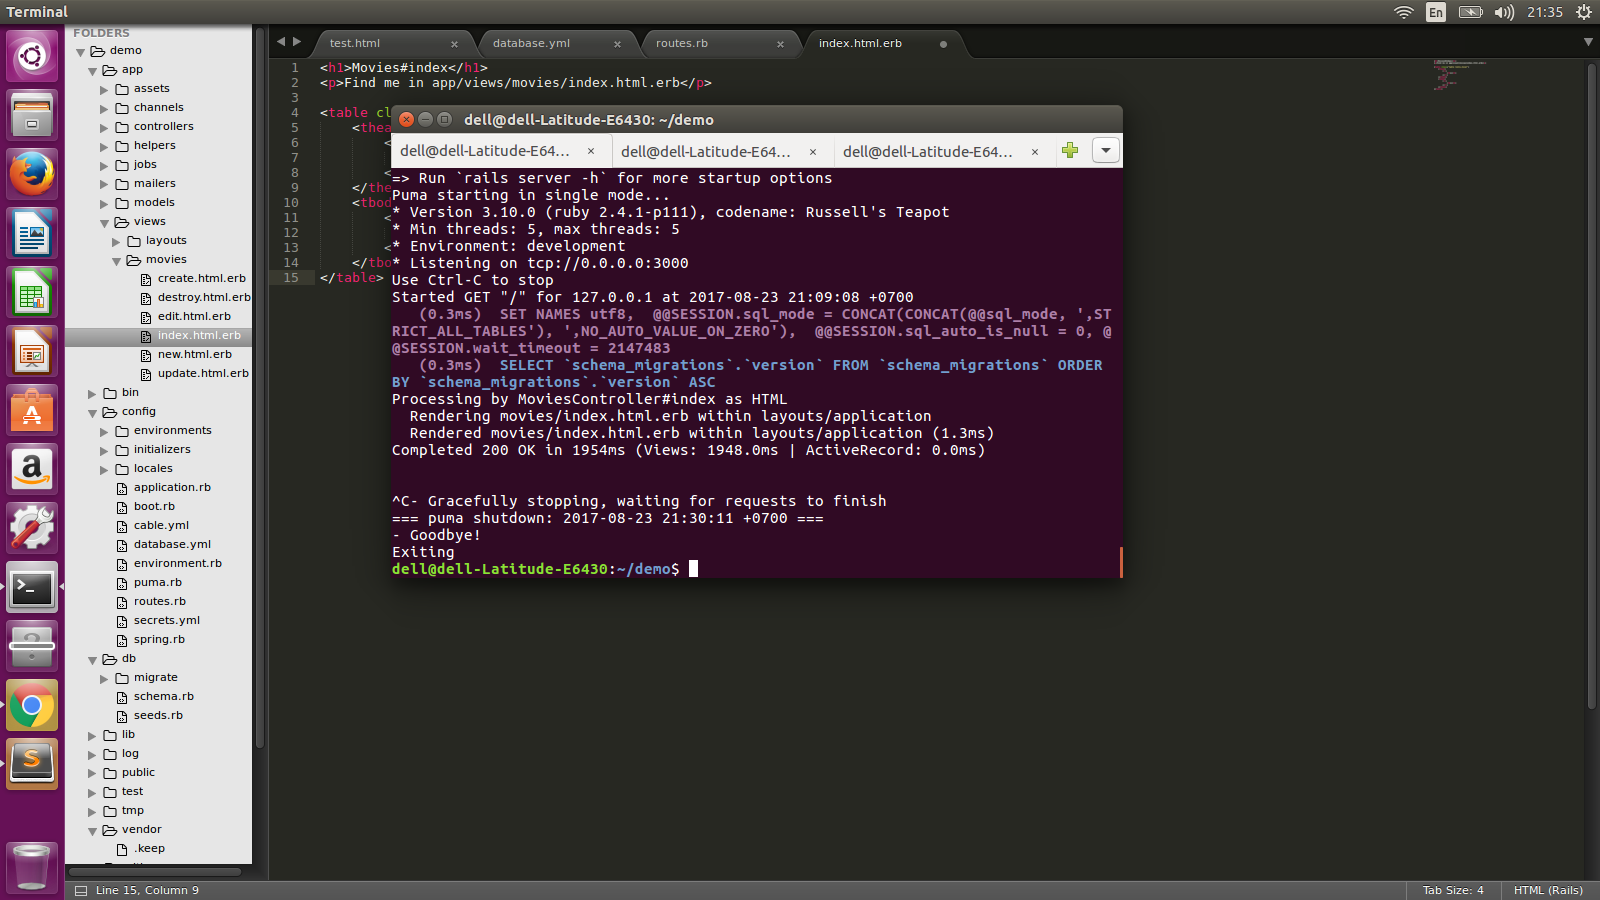 Terminal
En
21:35
FOLDERS
demo
app
assets
channels
controllers
helpers
jobs
mailers
models
views
layouts
movies
create.html.erb
destroy.html.erb
edit.html.erb
index.html.erb
new.html.erb
update.html.erb
bin
config
environments
initializers
locales
application.rb
boot.rb
cable.yml
database.yml
environment.rb
puma.rb
routes.rb
secrets.yml
spring.rb
db
migrate
schema.rb
seeds.rb
lib
log
public
test
tmp
vendor
.keep
test.html
database.yml
routes.rb
index.html.erb
1 <h1>Movies#index</h1>
2 <p>Find me in app/views/movies/index.html.erb</p>
3
4 <table cl
5 <thea
6 <
7
8 <
9 </the
10 <tbod
11 <
12
13 <
14 </tbo
15 </table>
dell@dell-Latitude-E6430: ~/demo
dell@dell-Latitude-E64... × dell@dell-Latitude-E64... × dell@dell-Latitude-E64... ×
=> Run `rails server -h` for more startup options
Puma starting in single mode...
* Version 3.10.0 (ruby 2.4.1-p111), codename: Russell's Teapot
* Min threads: 5, max threads: 5
* Environment: development
* Listening on tcp://0.0.0.0:3000
Use Ctrl-C to stop
Started GET "/" for 127.0.0.1 at 2017-08-23 21:09:08 +0700
(0.3ms) SET NAMES utf8, @@SESSION.sql_mode = CONCAT(CONCAT(@@sql_mode, ',ST
RICT_ALL_TABLES'), ',NO_AUTO_VALUE_ON_ZERO'), @@SESSION.sql_auto_is_null = 0, @
@SESSION.wait_timeout = 2147483
(0.3ms) SELECT `schema_migrations`.`version` FROM `schema_migrations` ORDER
BY `schema_migrations`.`version` ASC
Processing by MoviesController#index as HTML
Rendering movies/index.html.erb within layouts/application
Rendered movies/index.html.erb within layouts/application (1.3ms)
Completed 200 OK in 1954ms (Views: 1948.0ms | ActiveRecord: 0.0ms)
^C- Gracefully stopping, waiting for requests to finish
=== puma shutdown: 2017-08-23 21:30:11 +0700 ===
- Goodbye!
Exiting
dell@dell-Latitude-E6430:~/demo$
Line 15, Column 9
Tab Size: 4
HTML (Rails)